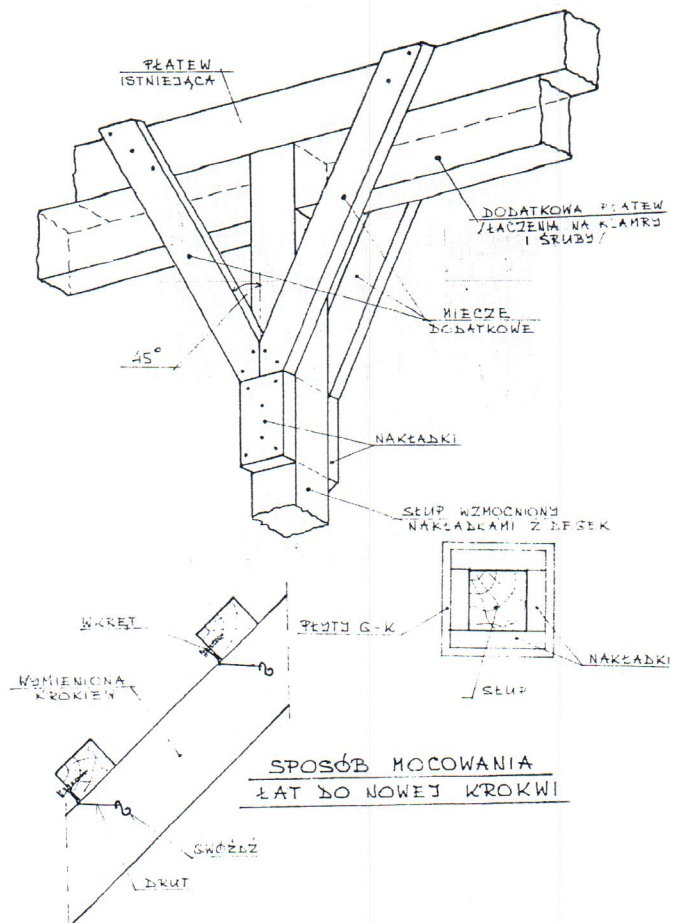 PŁATEW
ISTNIEJĄCA
DODATKOWA PŁATEW
/ŁĄCZENIA NA KLAMRY
I ŚRUBY/
MIECZE
DODATKOWE
45°
NAKŁADKI
SŁUP WZMOCNIONY
NAKŁADKAMI Z DESEK
WKRĘT
PŁYTY G-K
NAKŁADKI
WYMIENIONA
KROKIEW
SŁUP
SPOSÓB MOCOWANIA
ŁAT DO NOWEJ KROKWI
GWÓŹDŹ
DRUT